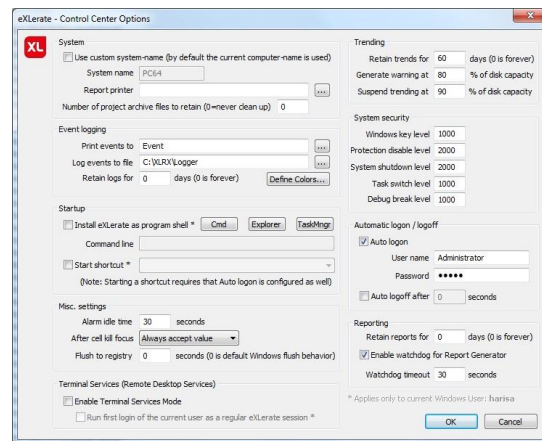 eXLerate - Control Center Options
XL
System
Use custom system-name (by default the current computer-name is used)
System name PC64
Report printer ...
Number of project archive files to retain (0=never clean up) 0
Event logging
Print events to Event ...
Log events to file C:\XLRX\Logger ...
Retain logs for 0 days (0 is forever) Define Colors...
Startup
Install eXLerate as program shell * Cmd Explorer TaskMngr
Command line
Start shortcut *
(Note: Starting a shortcut requires that Auto logon is configured as well)
Misc. settings
Alarm idle time 30 seconds
After cell kill focus Always accept value
Flush to registry 0 seconds (0 is default Windows flush behavior)
Terminal Services (Remote Desktop Services)
Enable Terminal Services Mode
Run first login of the current user as a regular eXLerate session *
Trending
Retain trends for 60 days (0 is forever)
Generate warning at 80 % of disk capacity
Suspend trending at 90 % of disk capacity
System security
Windows key level 1000
Protection disable level 2000
System shutdown level 2000
Task switch level 1000
Debug break level 1000
Automatic logon / logoff
Auto logon
User name Administrator
Password •••••
Auto logoff after 0 seconds
Reporting
Retain reports for 0 days (0 is forever)
Enable watchdog for Report Generator
Watchdog timeout 30 seconds
* Applies only to current Windows User: harisa
OK Cancel